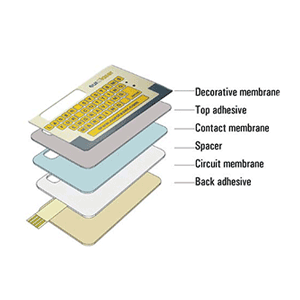 Decorative membrane
Top adhesive
Contact membrane
Spacer
Circuit membrane
Back adhesive